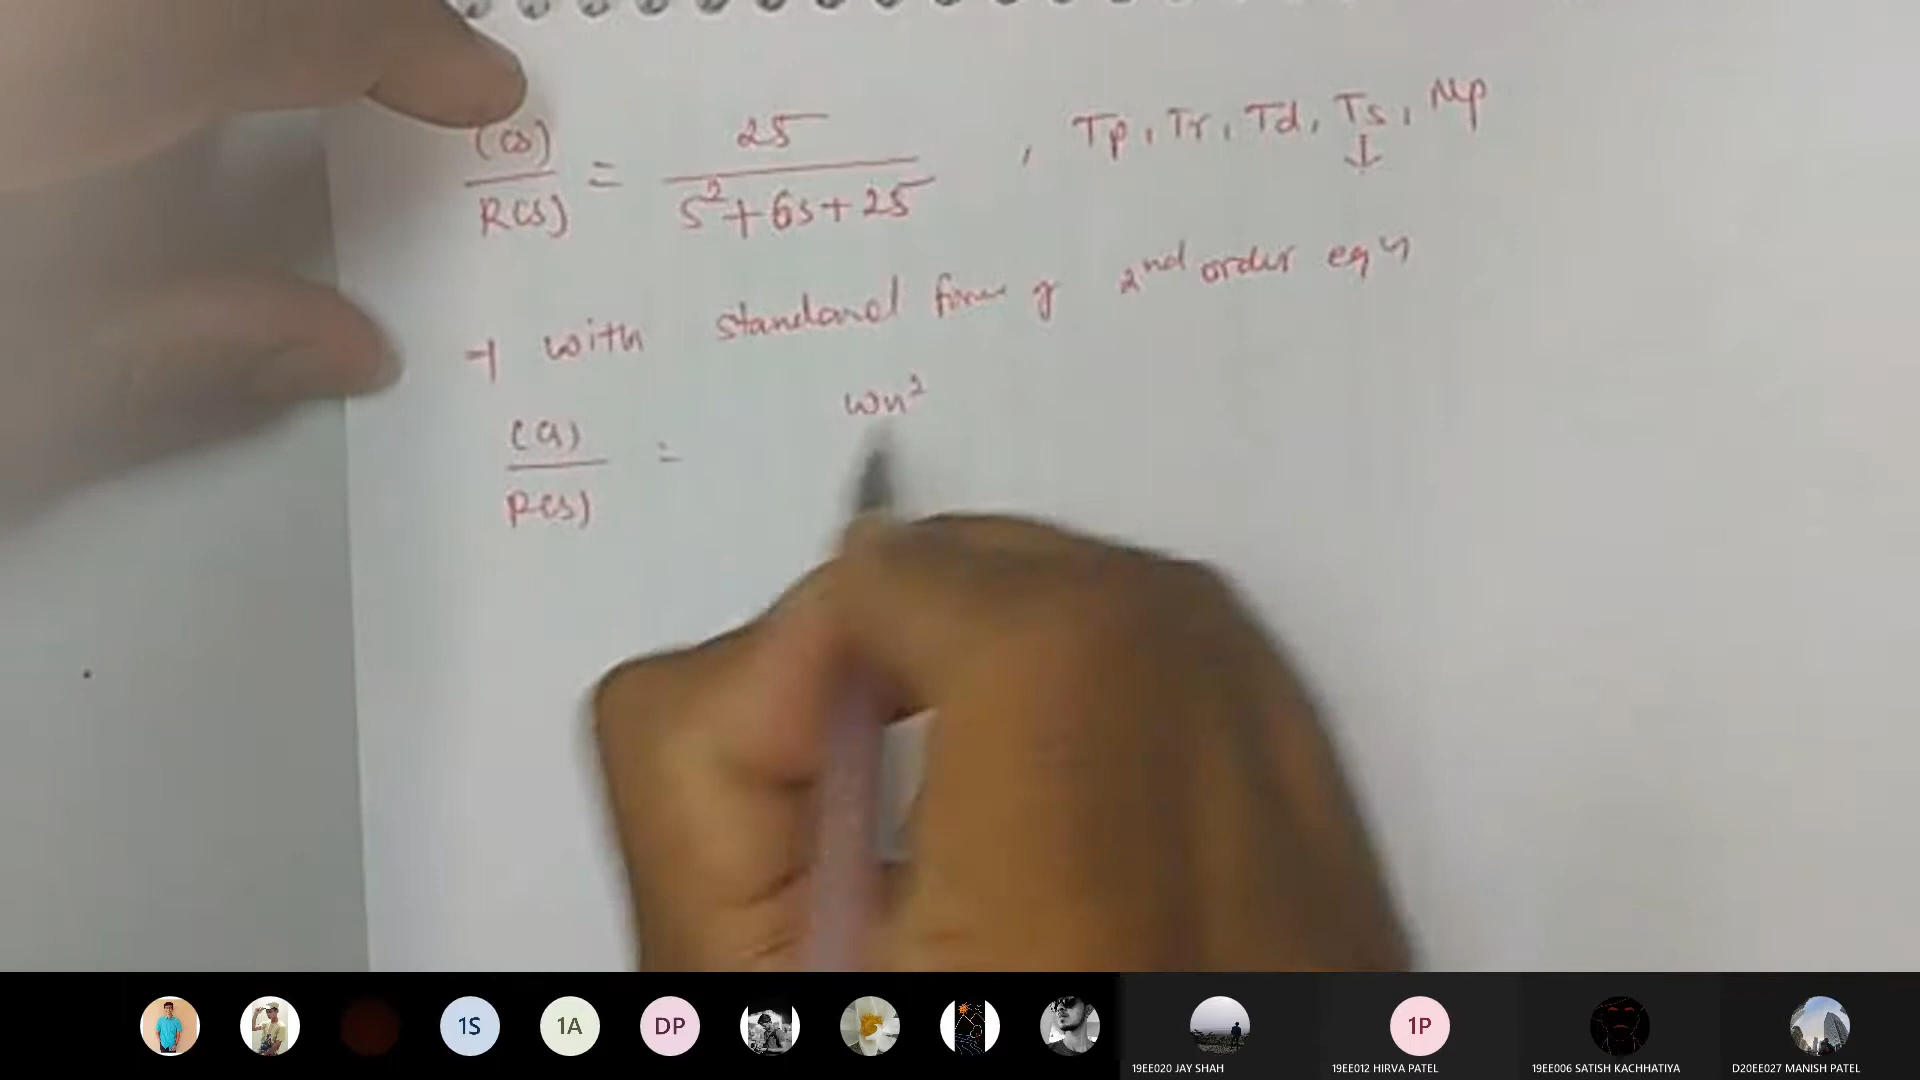 C(s)/R(s) = 25/(s²+6s+25) , Tp, Tr, Td, Ts, Mp
↓
→ with standard form of 2nd order eqn
C(s)/R(s) = wn²
1S 1A DP 1P
19EE020 JAY SHAH 19EE012 HIRVA PATEL 19EE006 SATISH KACHHATIYA D20EE027 MANISH PATEL